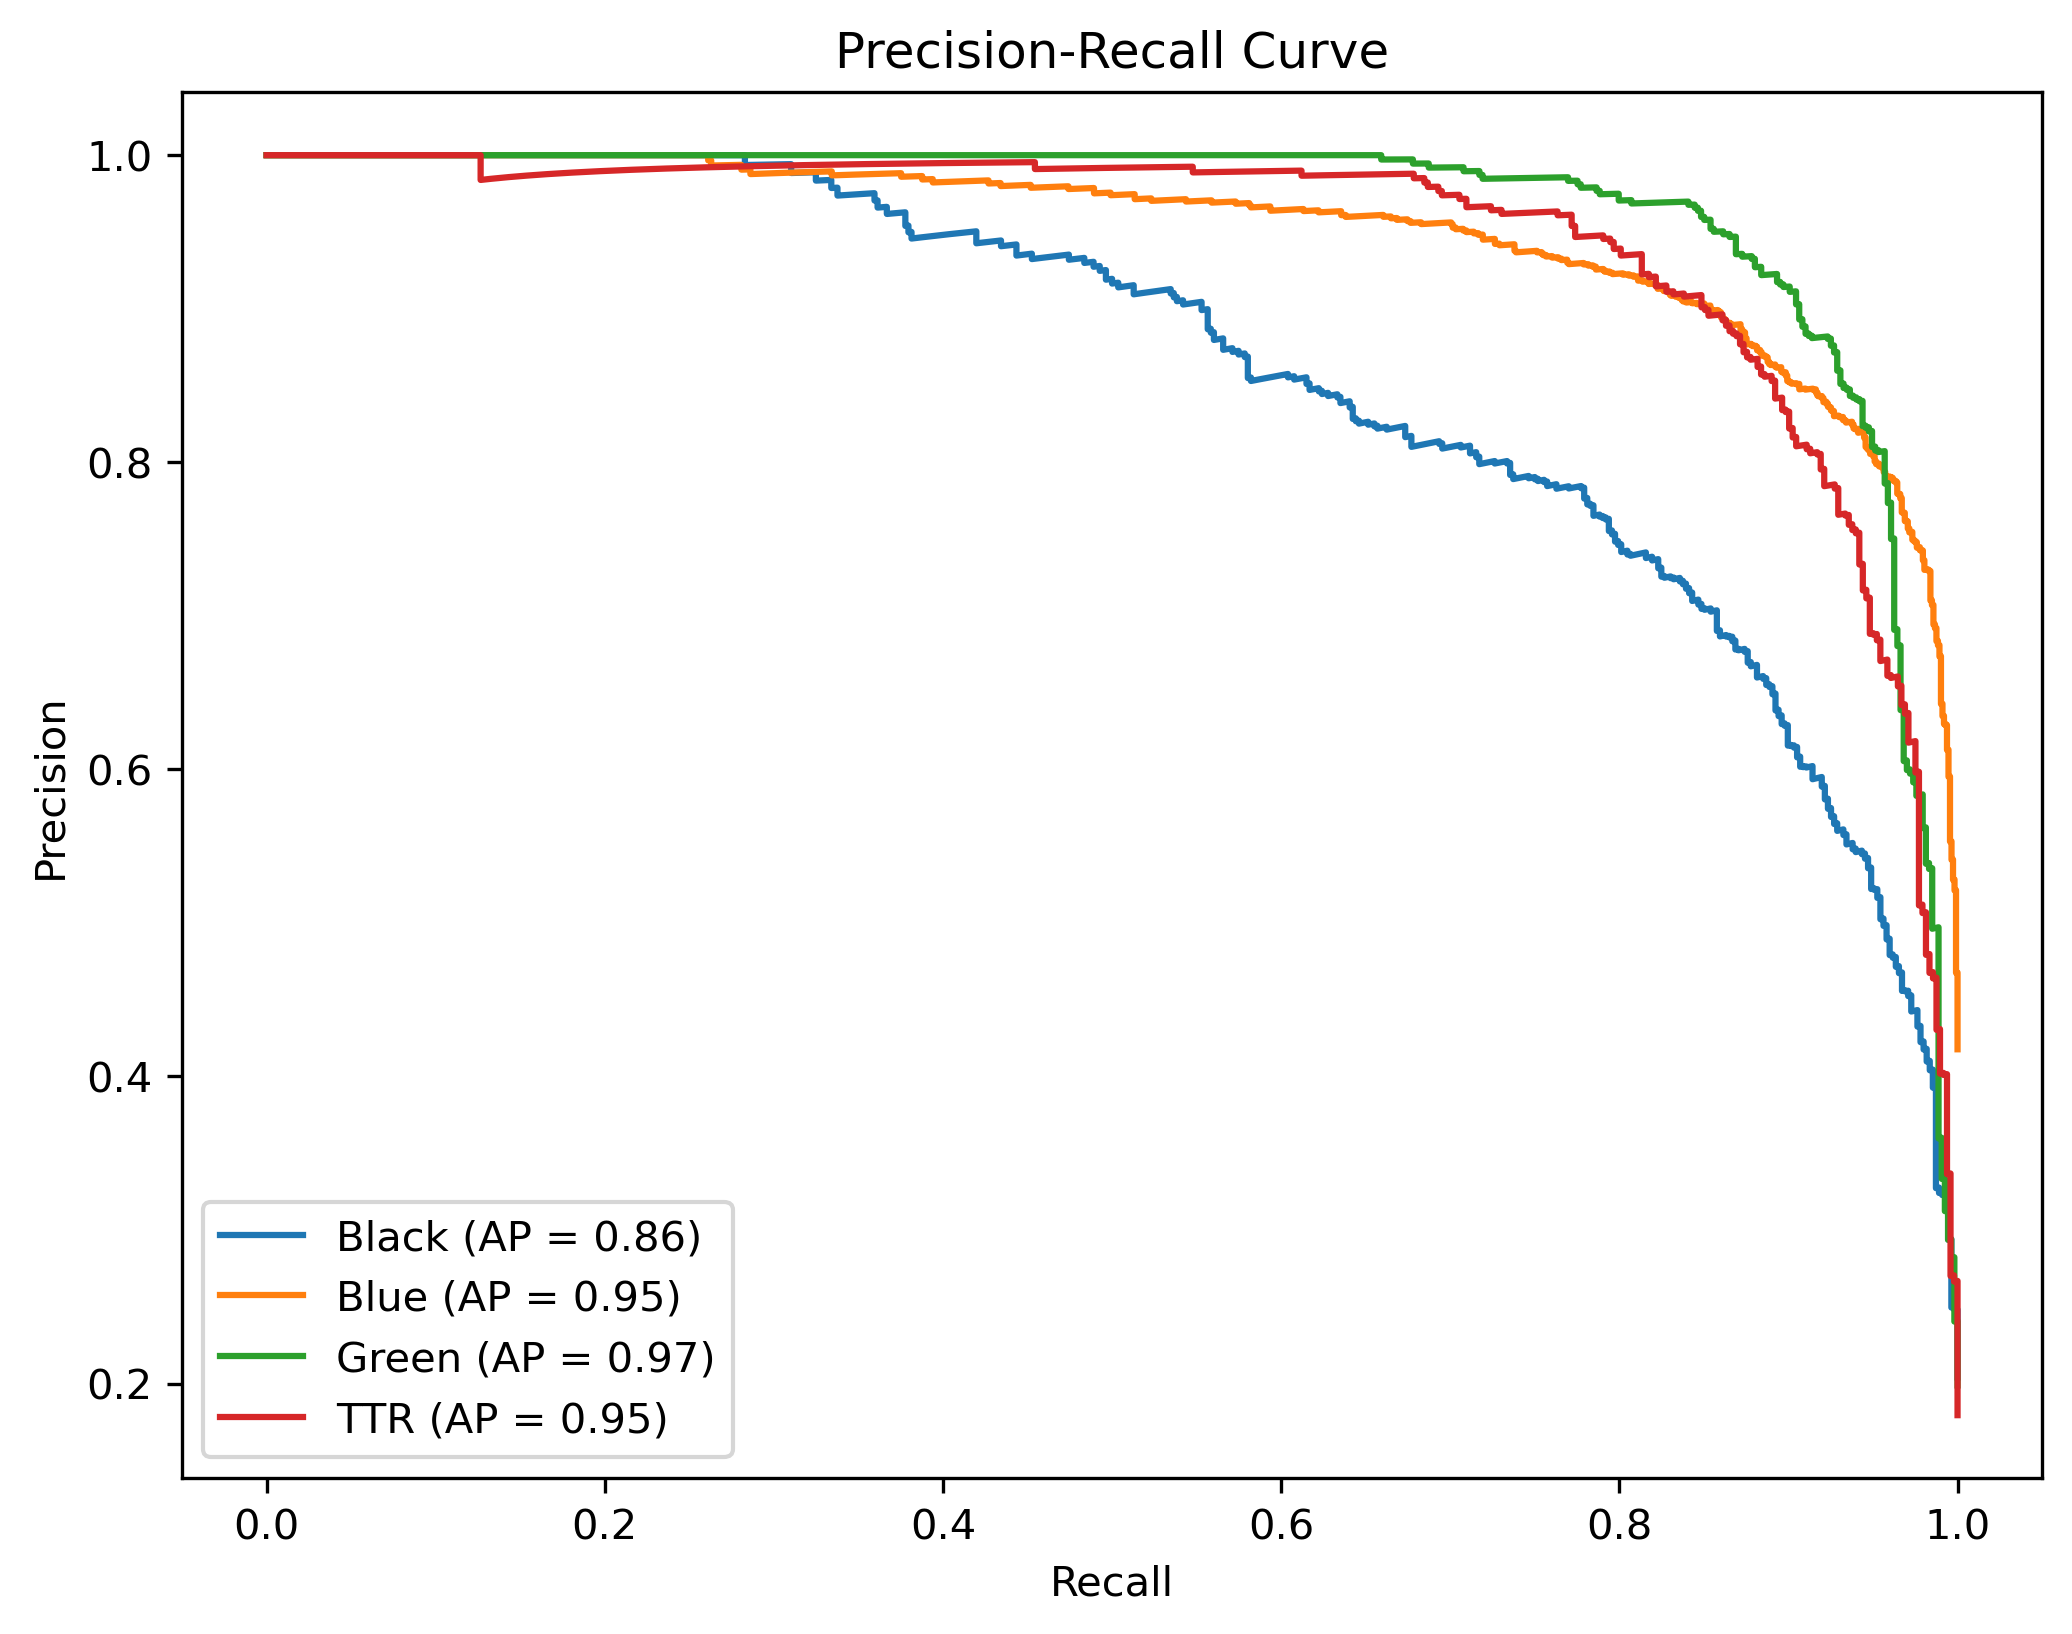 Precision-Recall Curve
1.0
0.8
0.6
0.4
0.2
Precision
Black (AP = 0.86)
Blue (AP = 0.95)
Green (AP = 0.97)
TTR (AP = 0.95)
0.0 0.2 0.4 0.6 0.8 1.0
Recall